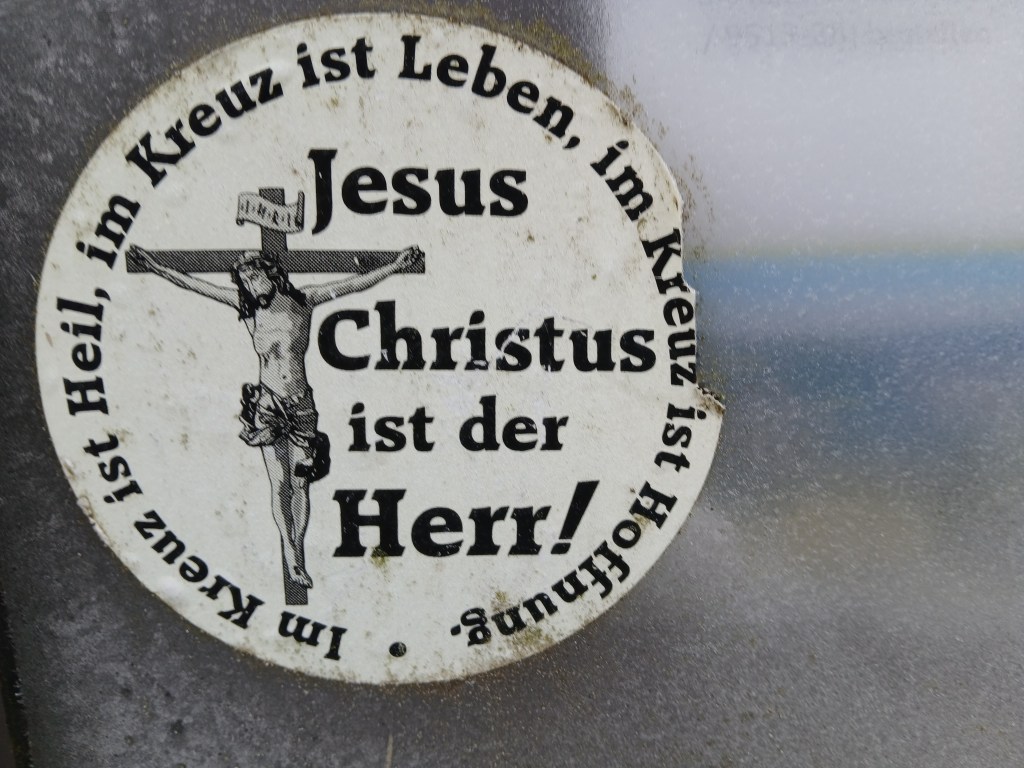 Im Kreuz ist Heil, im Kreuz ist Leben, im Kreuz ist Hoffnung. •
I.N.R.I
Jesus
Christus
ist der
Herr!